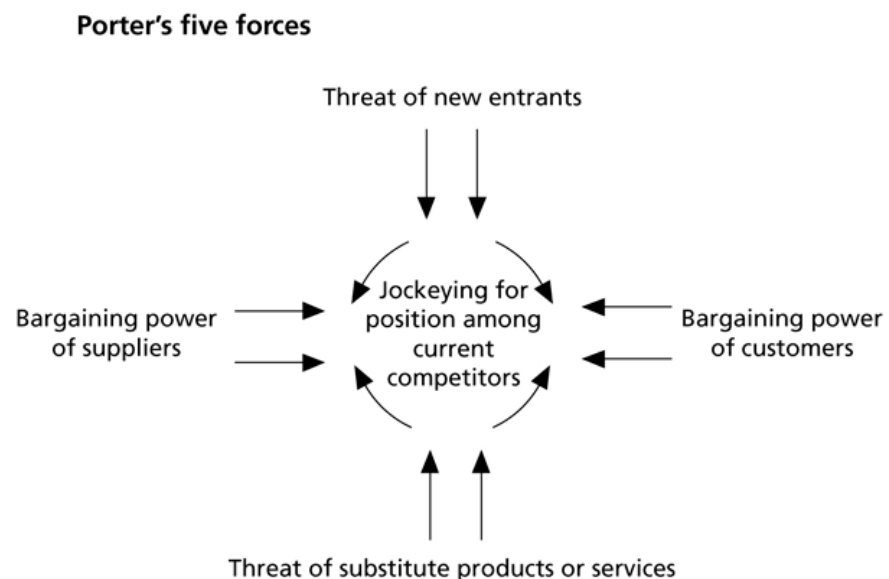 Porter's five forces
Threat of new entrants
Bargaining power
of suppliers
Jockeying for
position among
current
competitors
Bargaining power
of customers
Threat of substitute products or services